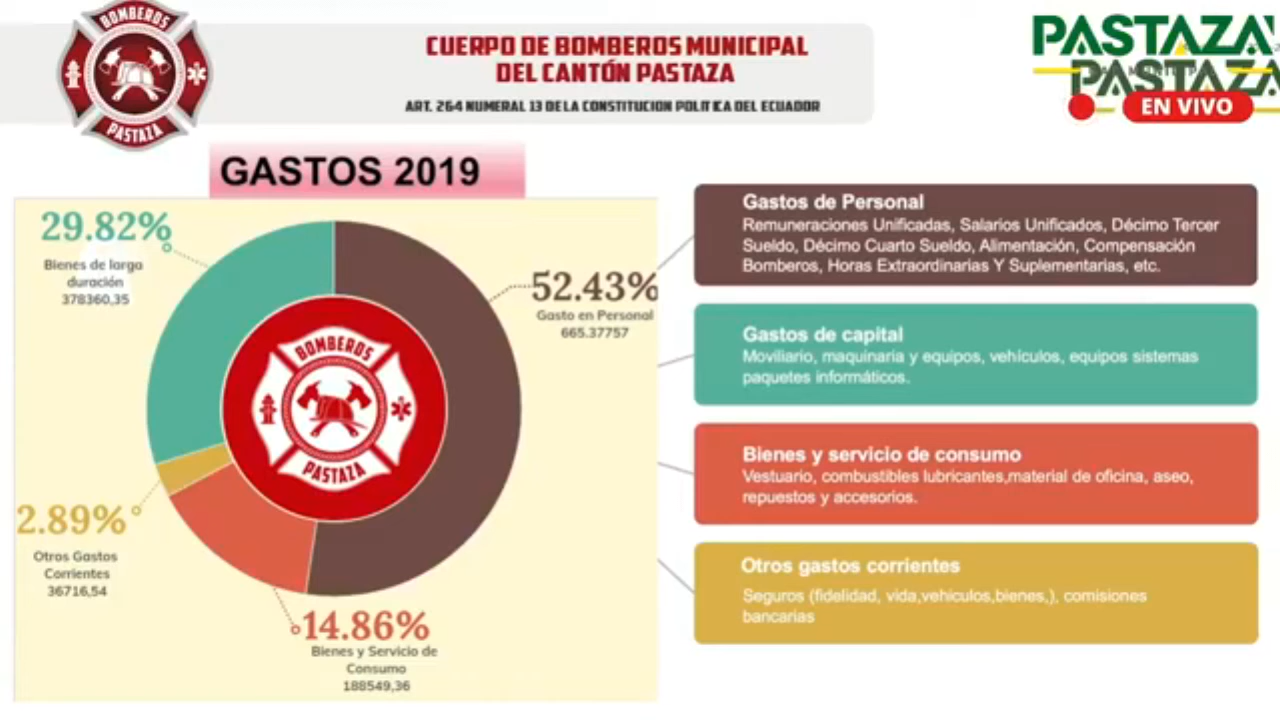 BOMBEROS
PASTAZA
CUERPO DE BOMBEROS MUNICIPAL
DEL CANTÓN PASTAZA
ART. 264 NUMERAL 13 DE LA CONSTITUCION POLITICA DEL ECUADOR
PASTAZA
PASTAZA
EN VIVO
GASTOS 2019
29.82%
Bienes de larga
duración
378360,35
52.43%
Gasto en Personal
665.37757
BOMBEROS
PASTAZA
2.89%
Otros Gastos
Corrientes
36716,54
14.86%
Bienes y Servicio de
Consumo
188549,36
Gastos de Personal
Remuneraciones Unificadas, Salarios Unificados, Décimo Tercer
Sueldo, Décimo Cuarto Sueldo, Alimentación, Compensación
Bomberos, Horas Extraordinarias Y Suplementarias, etc.
Gastos de capital
Moviliario, maquinaria y equipos, vehículos, equipos sistemas
paquetes informáticos.
Bienes y servicio de consumo
Vestuario, combustibles lubricantes,material de oficina, aseo,
repuestos y accesorios.
Otros gastos corrientes
Seguros (fidelidad, vida,vehiculos,bienes,), comisiones
bancarias